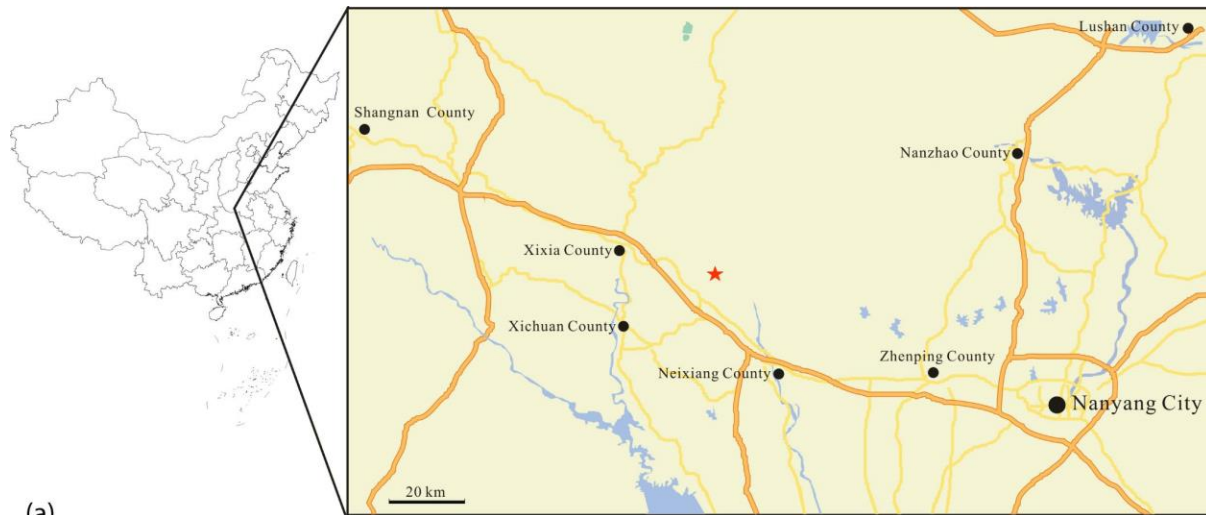 Lushan County
Shangnan County
Nanzhao County
Xixia County
Xichuan County
Zhenping County
Neixiang County
Nanyang City
20 km
(a)